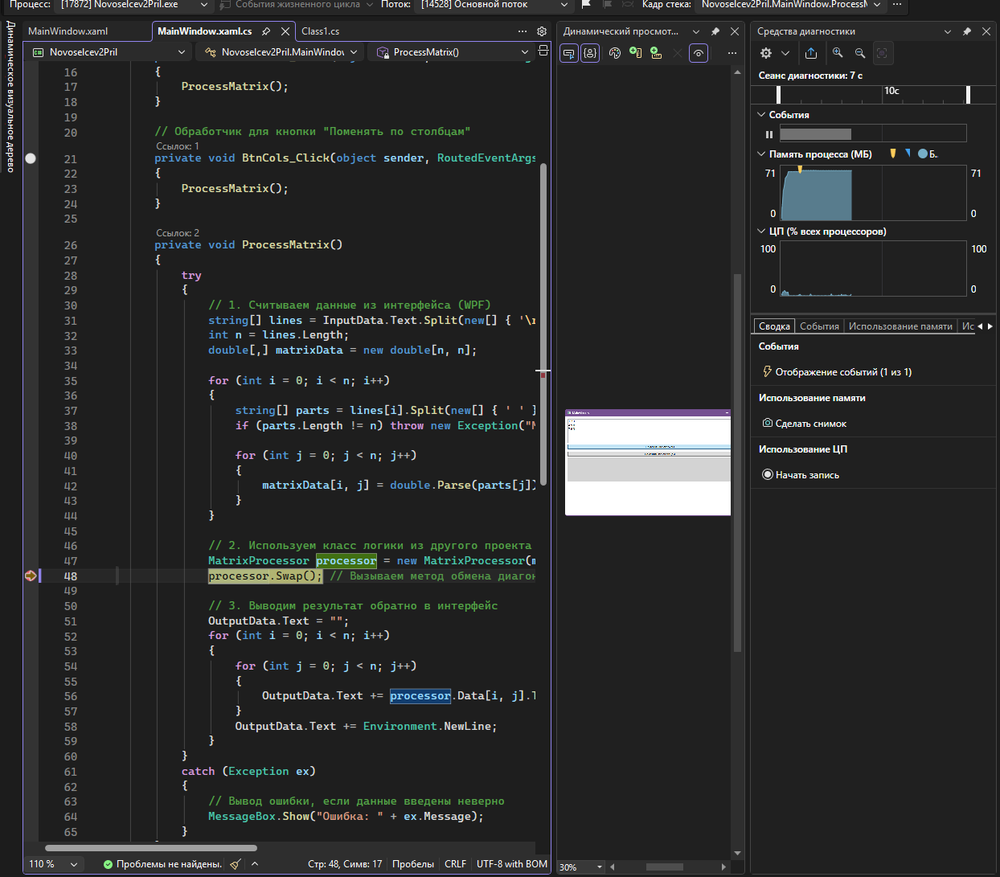 Процесс:
[17872] Novoselcev2Pril.exe
События жизненного цикла
Поток:
[14528] Основной поток
Кадр стека:
Novoselcev2Pril.MainWindow.ProcessM
Динамическое визуальное дерево
MainWindow.xaml
MainWindow.xaml.cs
Class1.cs
Novoselcev2Pril
Novoselcev2Pril.MainWindow
ProcessMatrix()
16 {
17 ProcessMatrix();
18 }
19
20 // Обработчик для кнопки "Поменять по столбцам"
Ссылок: 1
21 private void BtnCols_Click(object sender, RoutedEventArgs
22 {
23 ProcessMatrix();
24 }
25
Ссылок: 2
26 private void ProcessMatrix()
27 {
28 try
29 {
30 // 1. Считываем данные из интерфейса (WPF)
31 string[] lines = InputData.Text.Split(new[] { '\r
32 int n = lines.Length;
33 double[,] matrixData = new double[n, n];
34
35 for (int i = 0; i < n; i++)
36 {
37 string[] parts = lines[i].Split(new[] { ' ' }
38 if (parts.Length != n) throw new Exception("М
39
40 for (int j = 0; j < n; j++)
41 {
42 matrixData[i, j] = double.Parse(parts[j])
43 }
44 }
45
46 // 2. Используем класс логики из другого проекта
47 MatrixProcessor processor = new MatrixProcessor(m
48 processor.Swap(); // Вызываем метод обмена диагон
49
50 // 3. Выводим результат обратно в интерфейс
51 OutputData.Text = "";
52 for (int i = 0; i < n; i++)
53 {
54 for (int j = 0; j < n; j++)
55 {
56 OutputData.Text += processor.Data[i, j].T
57 }
58 OutputData.Text += Environment.NewLine;
59 }
60 }
61 catch (Exception ex)
62 {
63 // Вывод ошибки, если данные введены неверно
64 MessageBox.Show("Ошибка: " + ex.Message);
65 }
110 %
Проблемы не найдены.
Стр: 48, Симв: 17
Пробелы
CRLF
UTF-8 with BOM
Динамический просмот...
30%
Средства диагностики
Сеанс диагностики: 7 с
10с
События
Память процесса (МБ)
Б..
71
71
0
0
ЦП (% всех процессоров)
100
100
0
0
Сводка
События
Использование памяти
Ис
События
Отображение событий (1 из 1)
Использование памяти
Сделать снимок
Использование ЦП
Начать запись